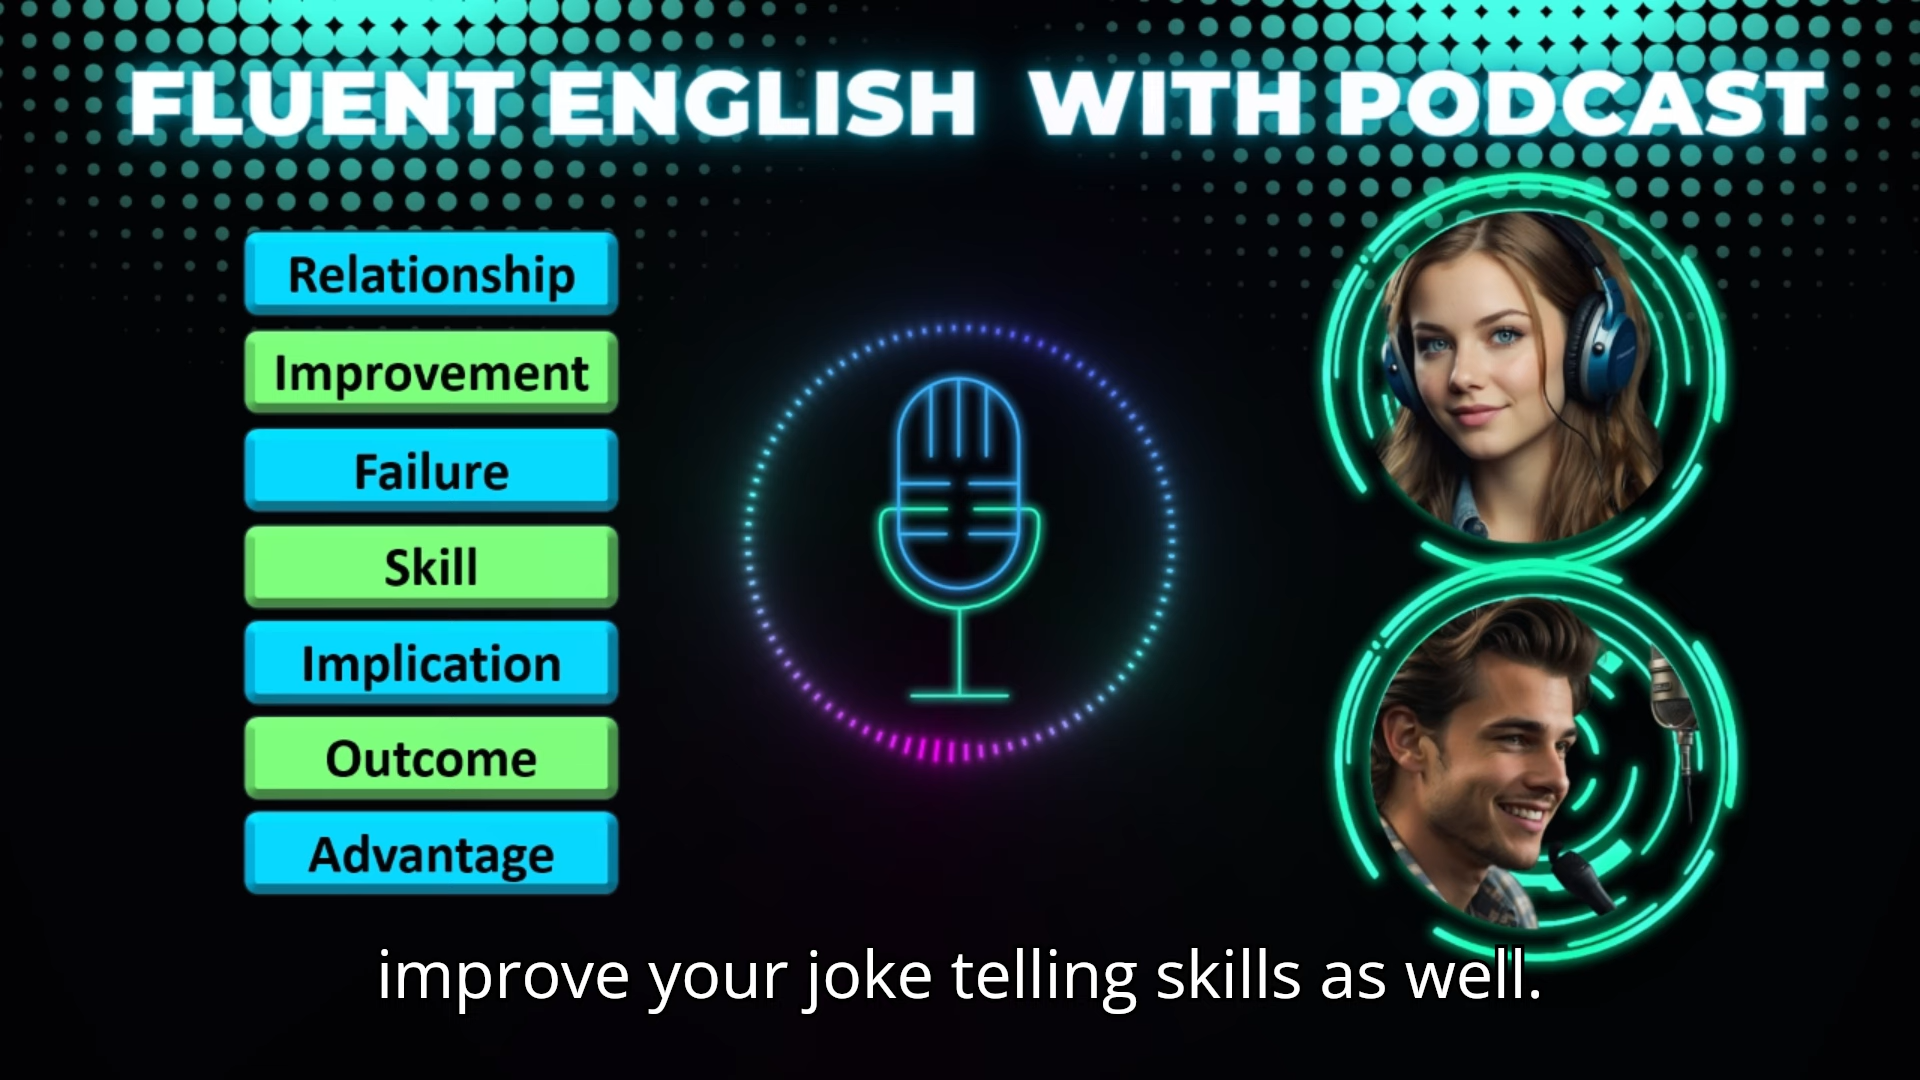 FLUENT ENGLISH WITH PODCAST
Relationship
Improvement
Failure
Skill
Implication
Outcome
Advantage
improve your joke telling skills as well.